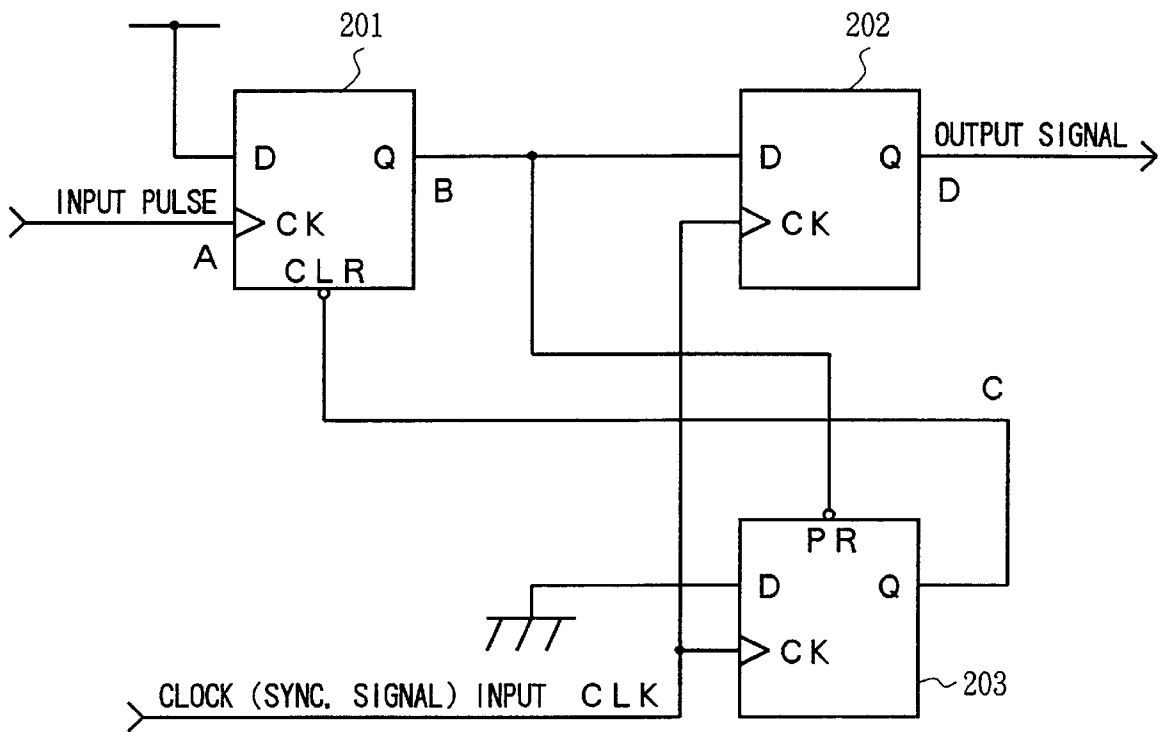 201
202
D Q
D Q
OUTPUT SIGNAL
INPUT PULSE
B
D
CK
CK
A
CLR
C
PR
D Q
CK
CLOCK (SYNC. SIGNAL) INPUT CLK
203